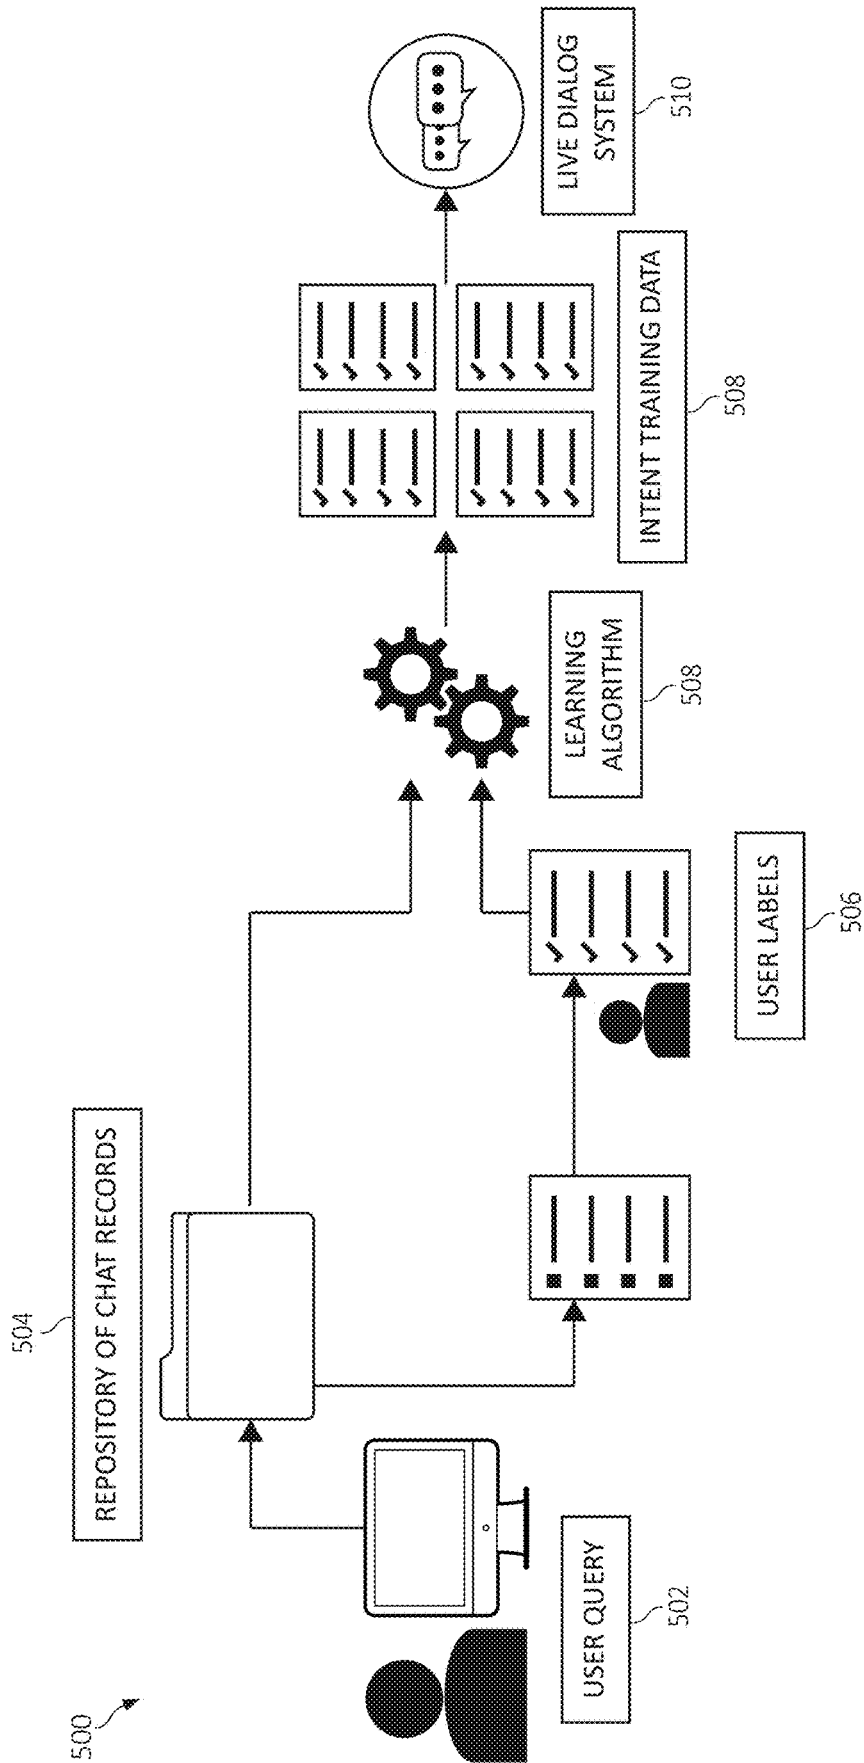 500
504
REPOSITORY OF CHAT RECORDS
USER QUERY
502
USER LABELS
506
LEARNING
ALGORITHM
508
INTENT TRAINING DATA
508
LIVE DIALOG
SYSTEM
510